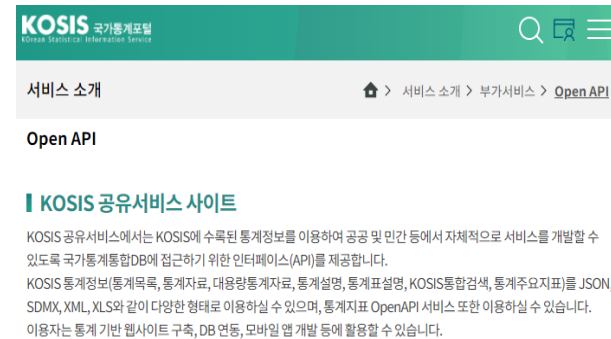 KOSIS 국가통계포털
KOrean Statistical Information Service
서비스 소개
> 서비스 소개 > 부가서비스 > Open API
Open API
KOSIS 공유서비스 사이트
KOSIS 공유서비스에서는 KOSIS에 수록된 통계정보를 이용하여 공공 및 민간 등에서 자체적으로 서비스를 개발할 수
있도록 국가통계통합DB에 접근하기 위한 인터페이스(API)를 제공합니다.
KOSIS 통계정보(통계목록, 통계자료, 대용량통계자료, 통계설명, 통계표설명, KOSIS통합검색, 통계주요지표)를 JSON,
SDMX, XML, XLS와 같이 다양한 형태로 이용하실 수 있으며, 통계지표 OpenAPI 서비스 또한 이용하실 수 있습니다.
이용자는 통계 기반 웹사이트 구축, DB 연동, 모바일 앱 개발 등에 활용할 수 있습니다.